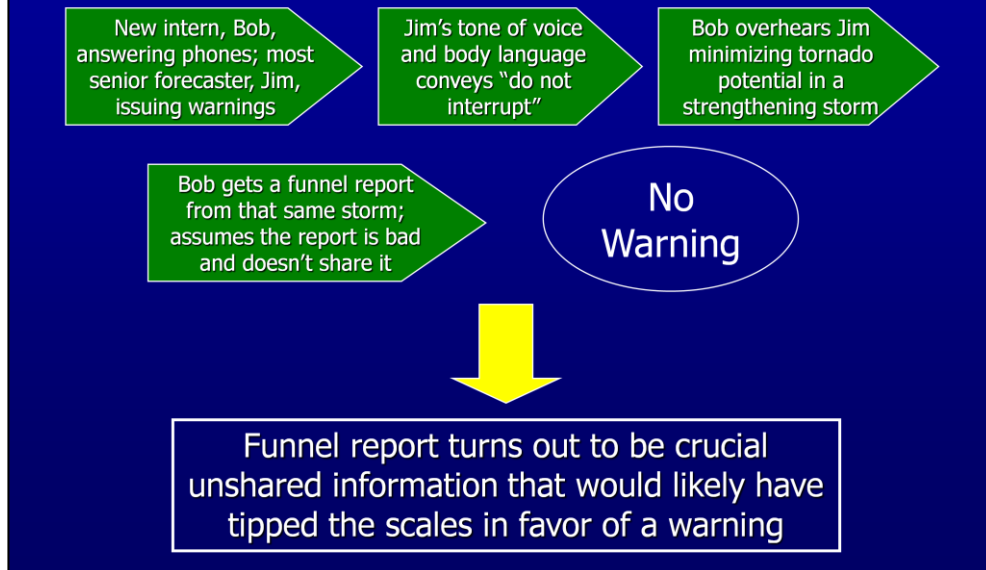 New intern, Bob,
answering phones; most
senior forecaster, Jim,
issuing warnings
Jim's tone of voice
and body language
conveys “do not
interrupt”
Bob overhears Jim
minimizing tornado
potential in a
strengthening storm
Bob gets a funnel report
from that same storm;
assumes the report is bad
and doesn't share it
No
Warning
Funnel report turns out to be crucial
unshared information that would likely have
tipped the scales in favor of a warning